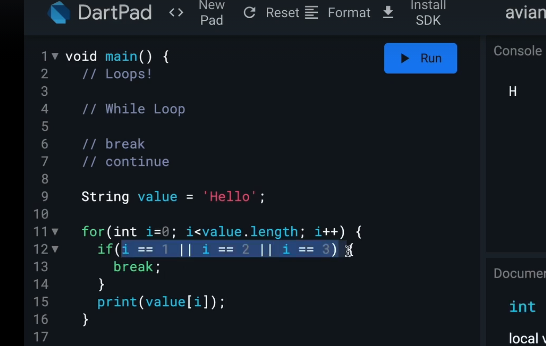 DartPad <> New Pad Reset Format Install SDK avian
Console
H
Run
1 void main() {
2 // Loops!
3
4 // While Loop
5
6 // break
7 // continue
8
9 String value = 'Hello';
10
11 for(int i=0; i<value.length; i++) {
12 if(i == 1 || i == 2 || i == 3) {
13 break;
14 }
15 print(value[i]);
16 }
17
Documen
int
local v